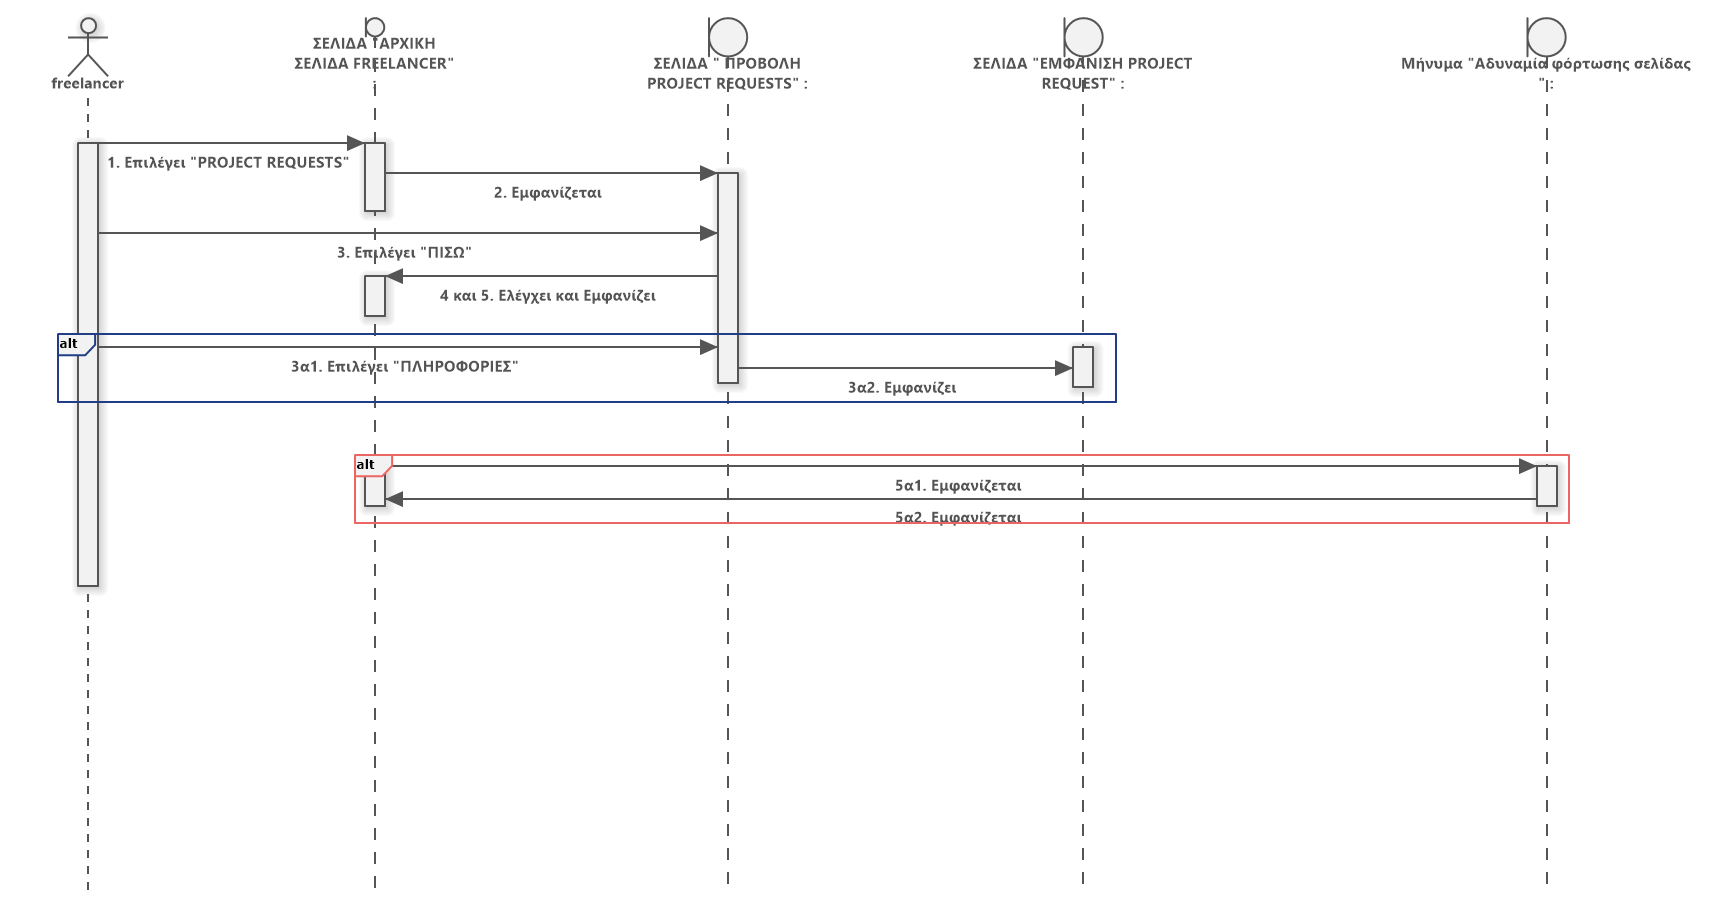 freelancer
ΣΕΛΙΔΑ "ΑΡΧΙΚΗ
ΣΕΛΙΔΑ FREELANCER"
:
ΣΕΛΙΔΑ " ΠΡΟΒΟΛΗ
PROJECT REQUESTS" :
ΣΕΛΙΔΑ "ΕΜΦΑΝΙΣΗ PROJECT
REQUEST" :
Μήνυμα "Αδυναμία φόρτωσης σελίδας
" :
1. Επιλέγει "PROJECT REQUESTS"
2. Εμφανίζεται
3. Επιλέγει "ΠΙΣΩ"
4 και 5. Ελέγχει και Εμφανίζει
alt
3α1. Επιλέγει "ΠΛΗΡΟΦΟΡΙΕΣ"
3α2. Εμφανίζει
alt
5α1. Εμφανίζεται
5α2. Εμφανίζεται